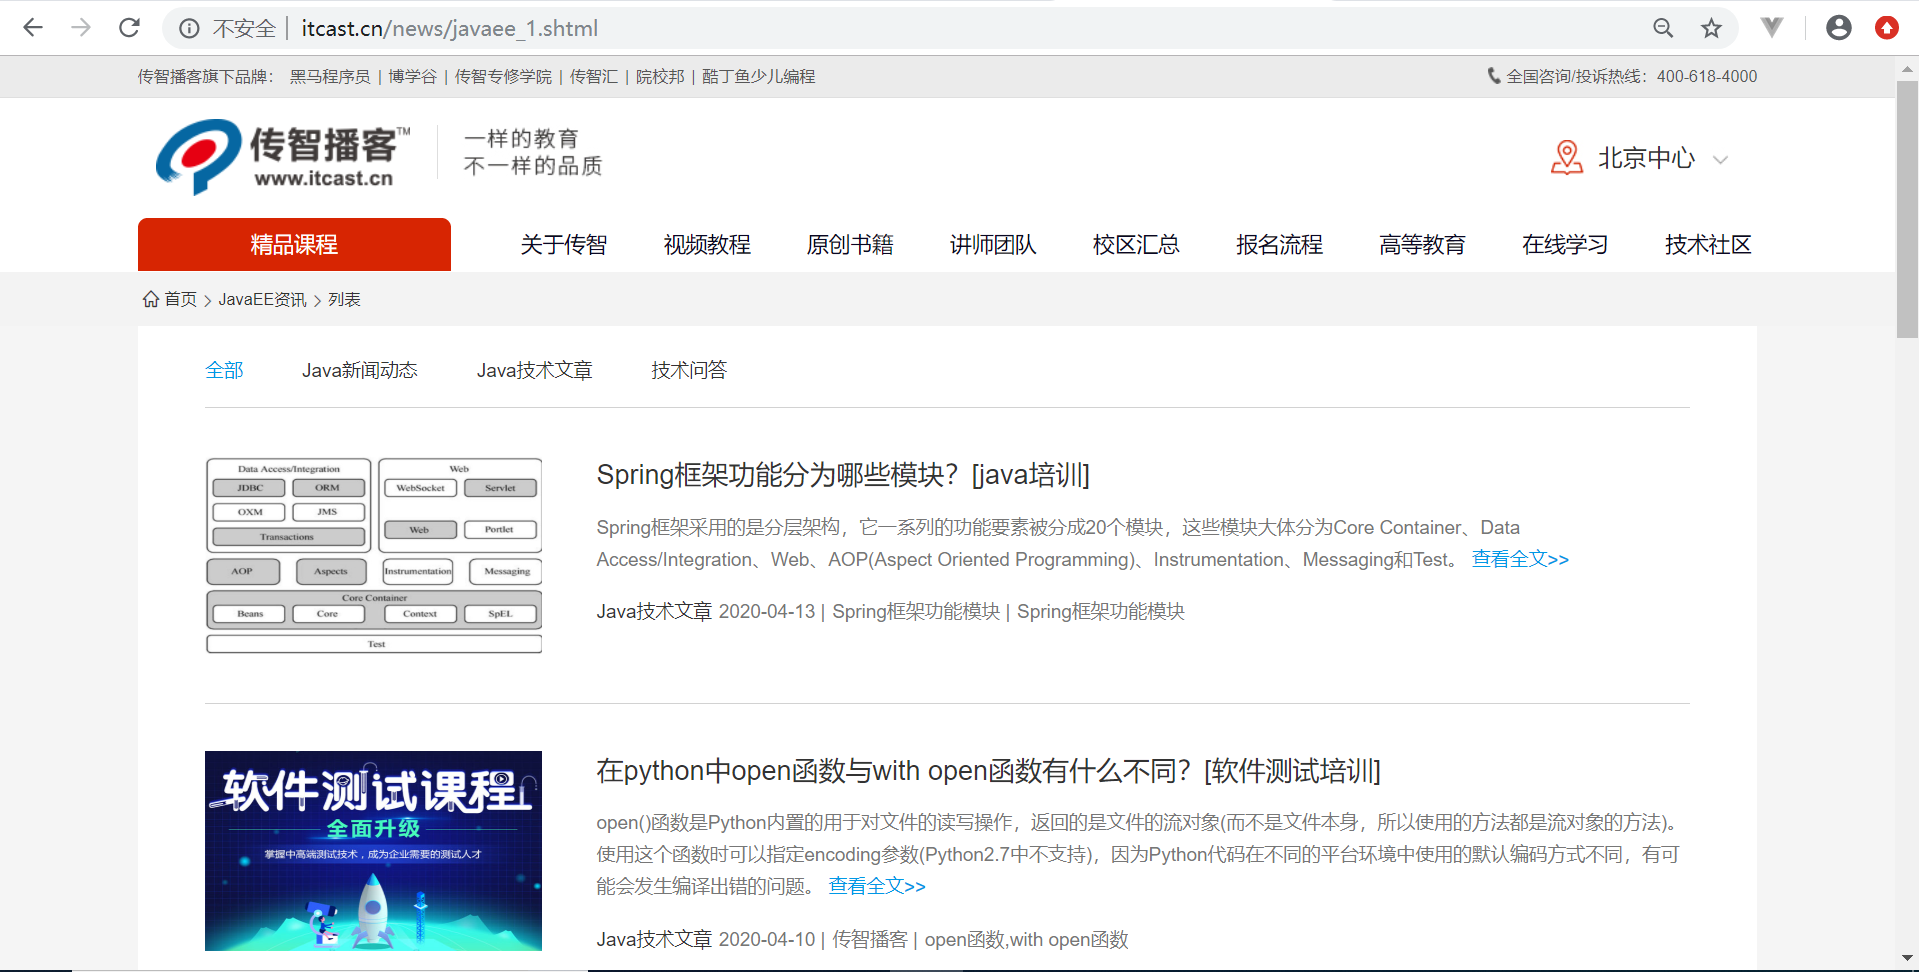 不安全 | itcast.cn/news/javaee_1.shtml
传智播客旗下品牌： 黑马程序员 | 博学谷 | 传智专修学院 | 传智汇 | 院校邦 | 酷丁鱼少儿编程
全国咨询/投诉热线：400-618-4000
传智播客™
www.itcast.cn
一样的教育
不一样的品质
北京中心
精品课程 关于传智 视频教程 原创书籍 讲师团队 校区汇总 报名流程 高等教育 在线学习 技术社区
首页 > JavaEE资讯 > 列表
全部 Java新闻动态 Java技术文章 技术问答
Data Access/Integration Web
JDBC ORM WebSocket Servlet
OXM JMS
Web Portlet
Transactions
AOP Aspects Instrumentation Messaging
Core Container
Beans Core Context SpEL
Test
Spring框架功能分为哪些模块？[java培训]
Spring框架采用的是分层架构，它一系列的功能要素被分成20个模块，这些模块大体分为Core Container、Data
Access/Integration、Web、AOP(Aspect Oriented Programming)、Instrumentation、Messaging和Test。 查看全文>>
Java技术文章 2020-04-13 | Spring框架功能模块 | Spring框架功能模块
软件测试课程
全面升级
掌握中高端测试技术，成为企业需要的测试人才
在python中open函数与with open函数有什么不同？[软件测试培训]
open()函数是Python内置的用于对文件的读写操作，返回的是文件的流对象(而不是文件本身，所以使用的方法都是流对象的方法)。
使用这个函数时可以指定encoding参数(Python2.7中不支持)，因为Python代码在不同的平台环境中使用的默认编码方式不同，有可
能会发生编译出错的问题。 查看全文>>
Java技术文章 2020-04-10 | 传智播客 | open函数,with open函数